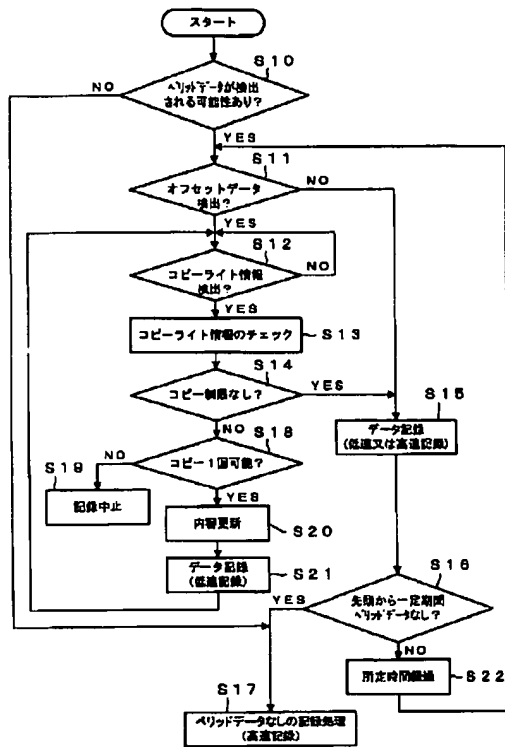 スタート
S10
ベリッドデータが検出
される可能性あり?
NO
YES
S11
オフセットデータ
検出?
NO
YES
S12
コピーライト情報
検出?
NO
YES
コピーライト情報のチェック
S13
S14
コピー制限なし?
YES
NO
S15
データ記録
(低速又は高速記録)
S18
コピー1回可能?
NO
S19
記録中止
YES
内容更新
S20
データ記録
(低速記録)
S21
S16
先頭から一定期間
ベリッドデータなし?
YES
NO
所定時間経過
S22
S17
ベリッドデータなしの記録処理
(高速記録)